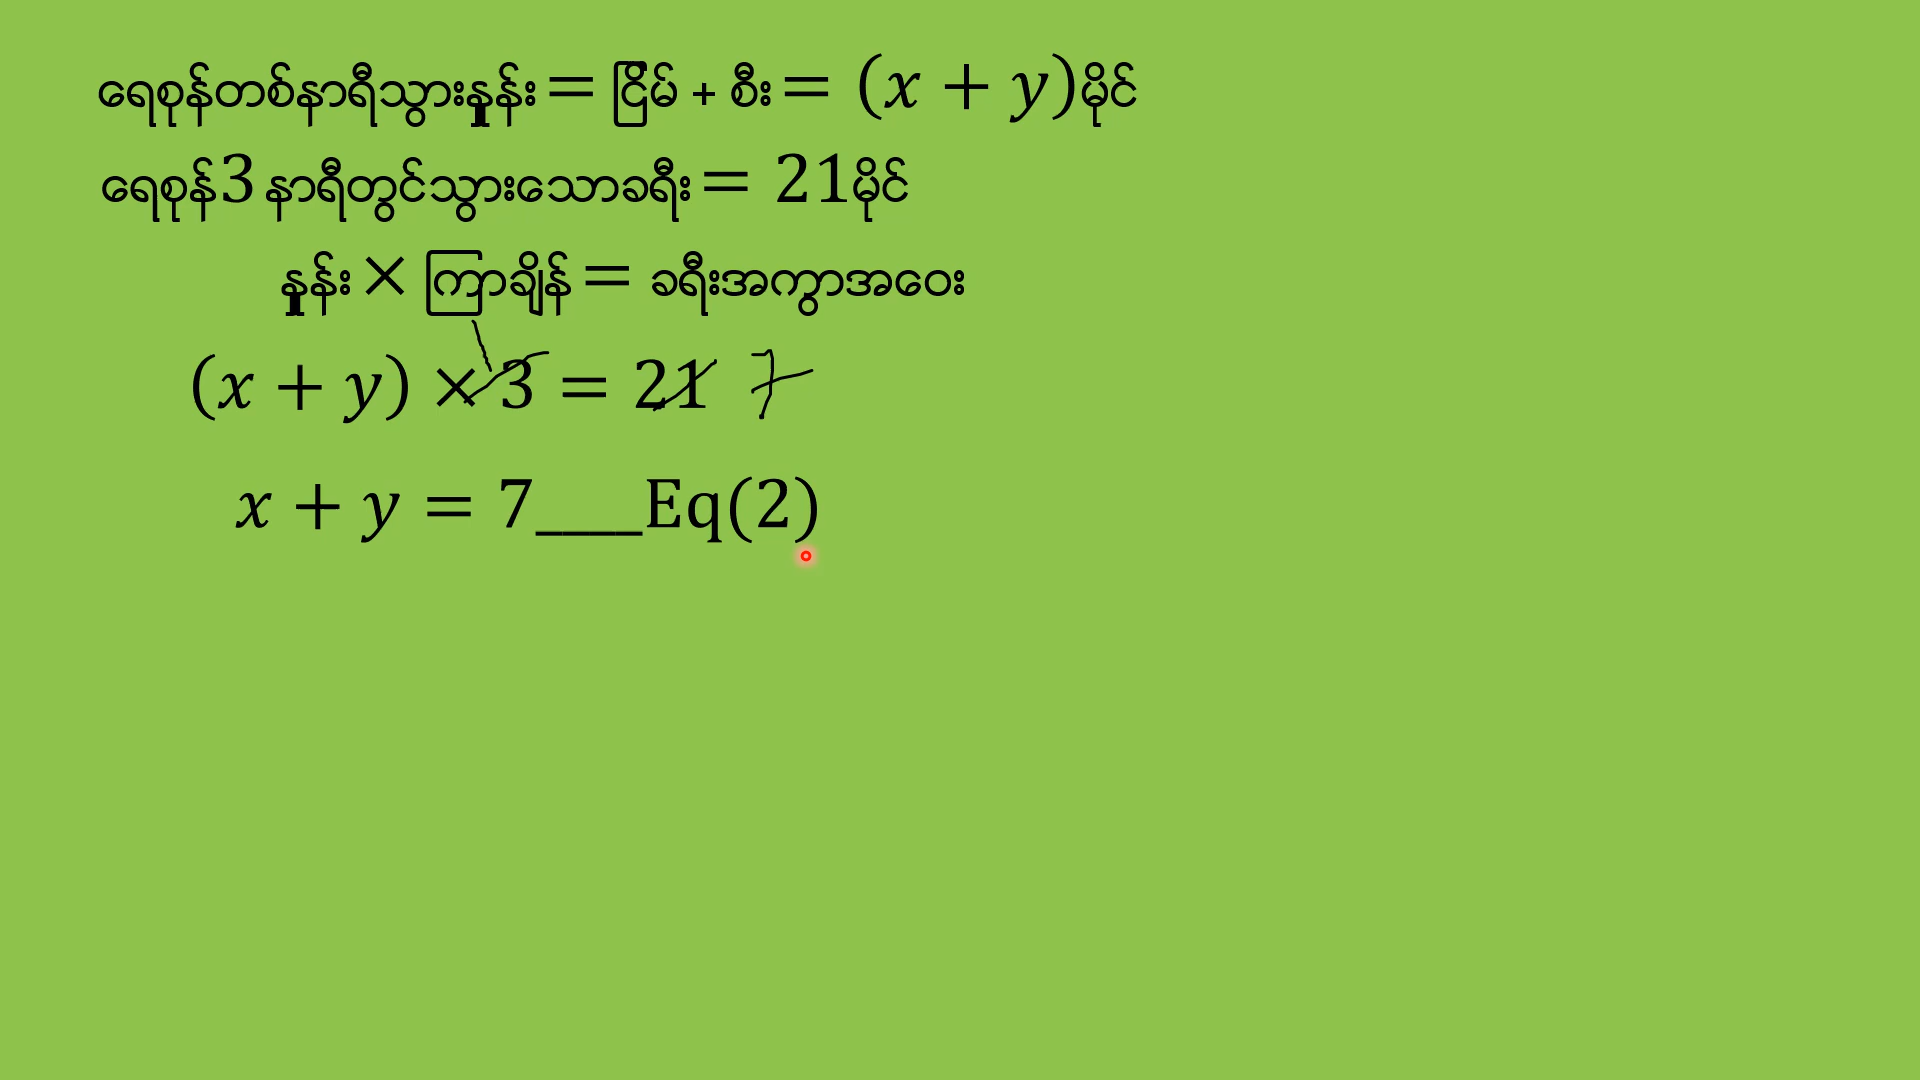 ရေစုန်တစ်နာရီသွားနှုန်း = ငြိမ် + စီး = (x + y)မိုင်
ရေစုန်3 နာရီတွင်သွားသောခရီး = 21မိုင်
နှုန်း × ကြာချိန် = ခရီးအကွာအဝေး
(x + y) × 3 = 21 7
x + y = 7____Eq(2)